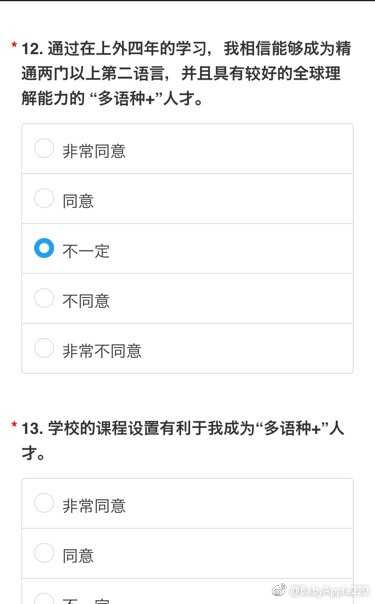 * 12. 通过在上外四年的学习，我相信能够成为精
通两门以上第二语言，并且具有较好的全球理
解能力的 “多语种+”人才。
非常同意
同意
不一定
不同意
非常不同意
* 13. 学校的课程设置有利于我成为“多语种+”人
才。
非常同意
同意
不一定